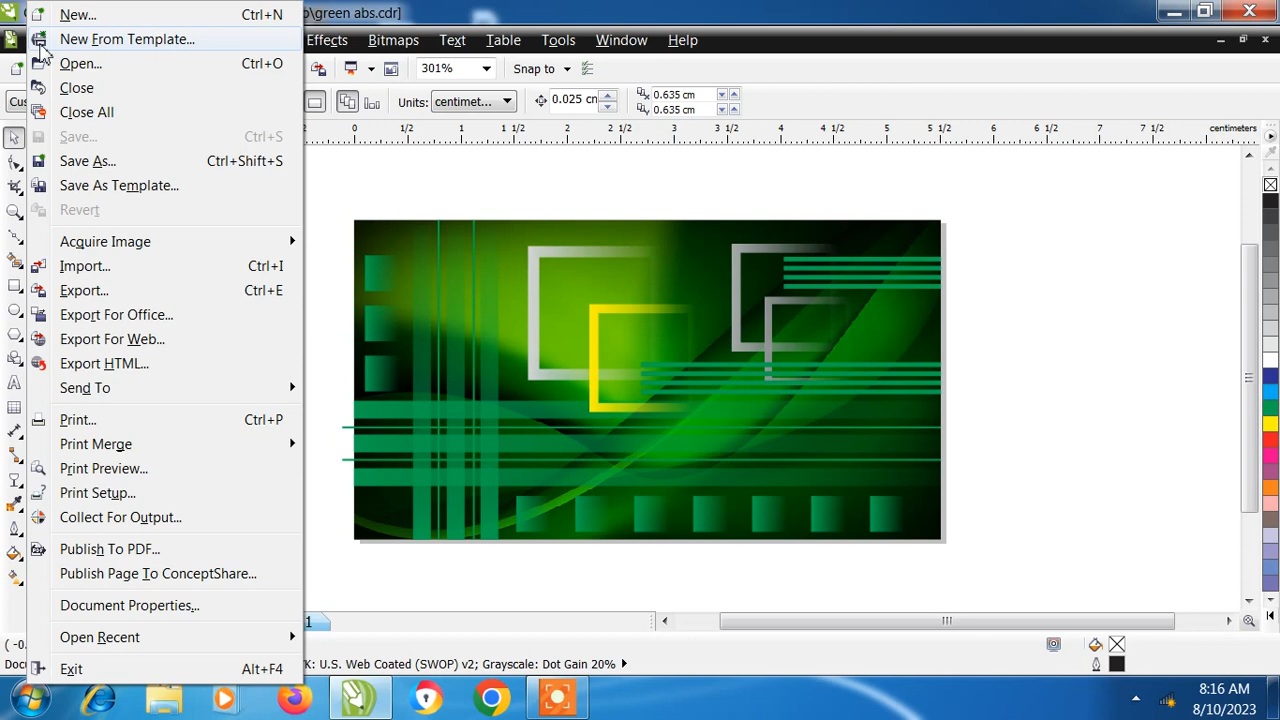 \green abs.cdr]
New... Ctrl+N
New From Template...
Open... Ctrl+O
Close
Close All
Save... Ctrl+S
Save As... Ctrl+Shift+S
Save As Template...
Revert
Acquire Image
Import... Ctrl+I
Export... Ctrl+E
Export For Office...
Export For Web...
Export HTML...
Send To
Print... Ctrl+P
Print Merge
Print Preview...
Print Setup...
Collect For Output...
Publish To PDF...
Publish Page To ConceptShare...
Document Properties...
Open Recent
Exit Alt+F4
Effects Bitmaps Text Table Tools Window Help
301% Snap to
Units: centimet... 0.025 cm 0.635 cm
0.635 cm
0 1/2 1 1 1/2 2 2 1/2 3 3 1/2 4 4 1/2 5 5 1/2 6 6 1/2 7 7 1/2 centimeters
1
K: U.S. Web Coated (SWOP) v2; Grayscale: Dot Gain 20%
8:16 AM
8/10/2023